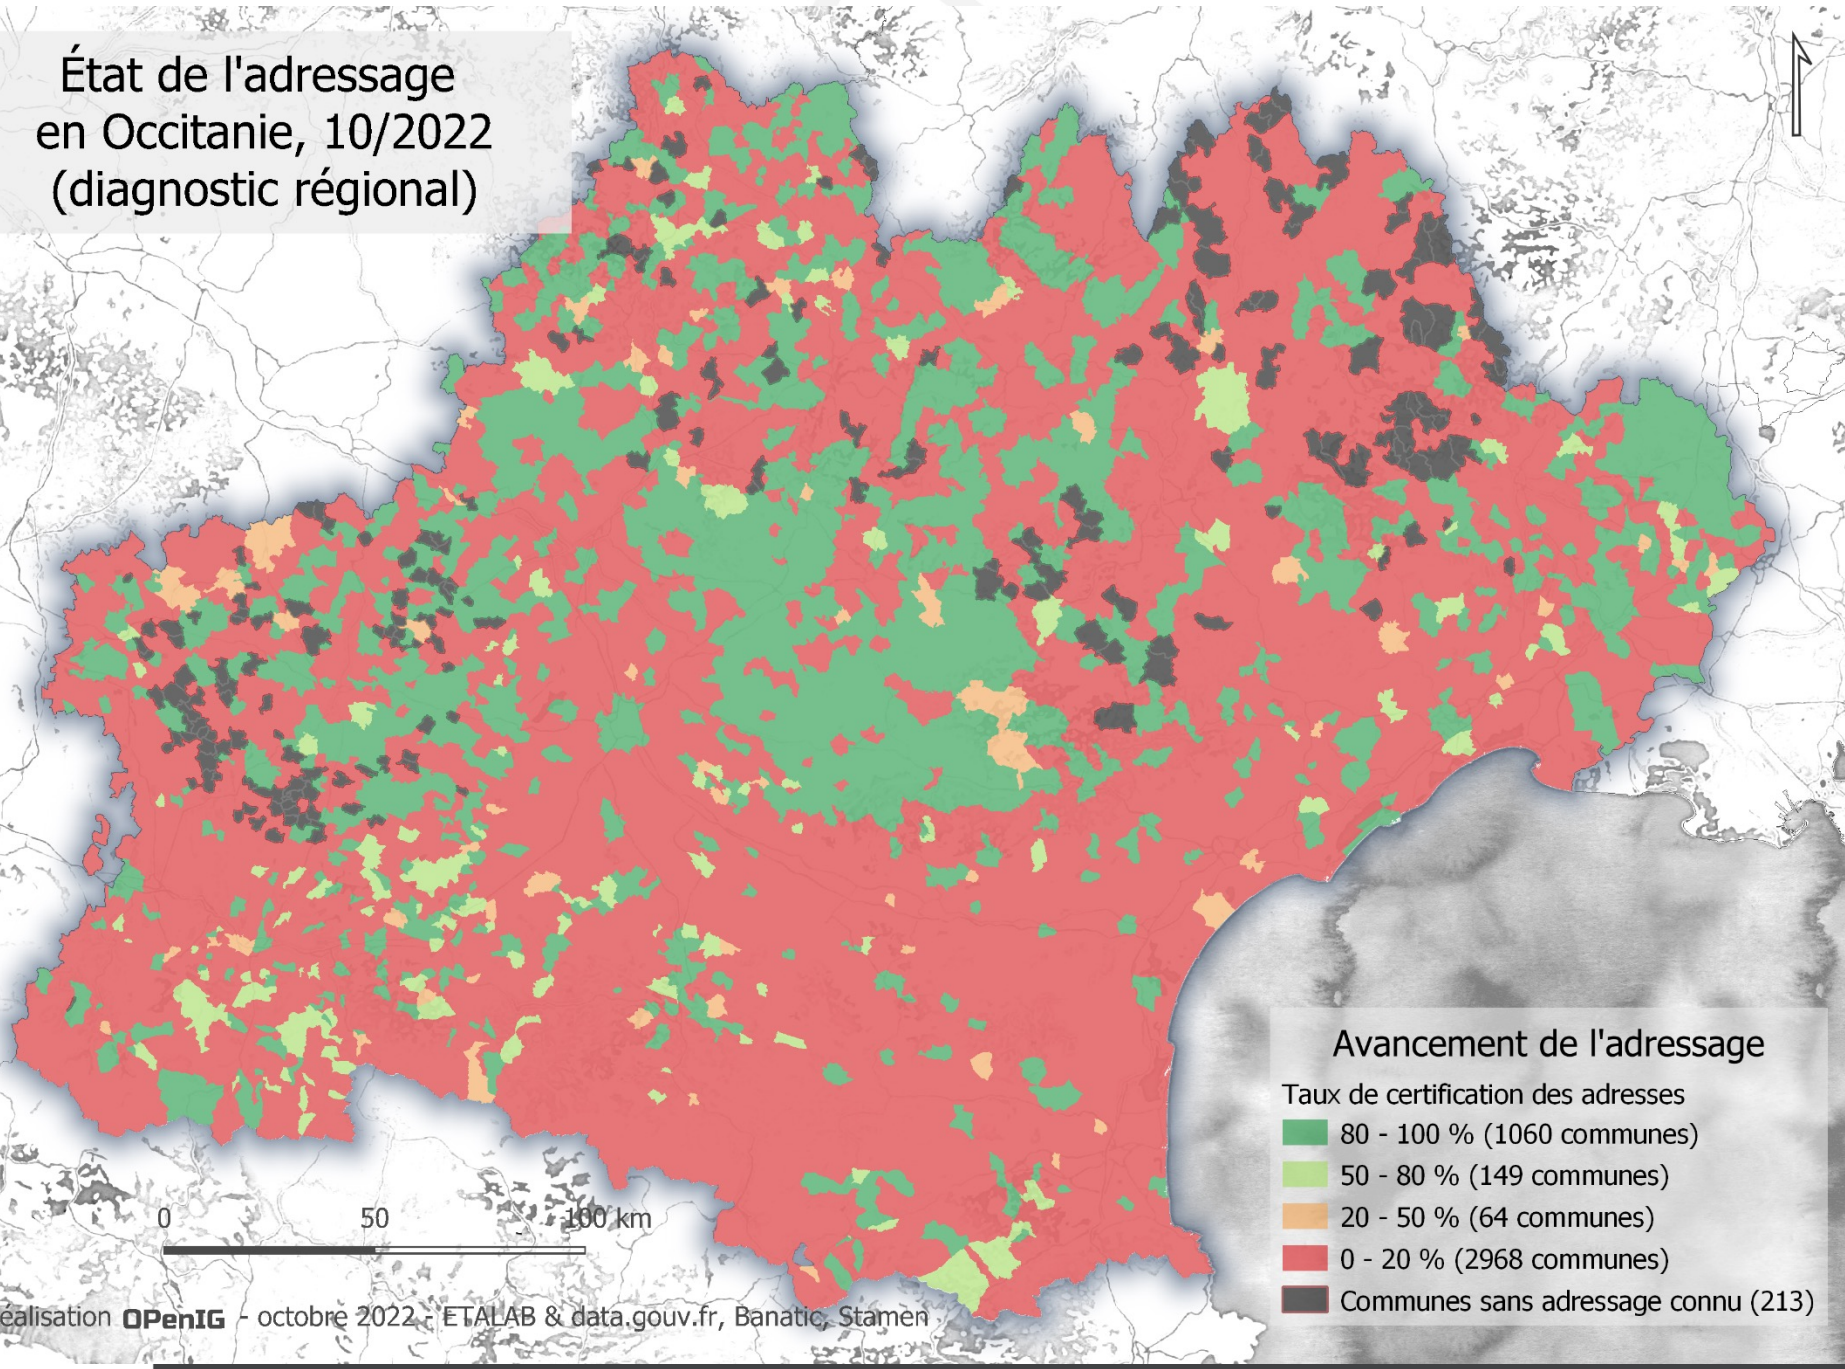 État de l'adressage
en Occitanie, 10/2022
(diagnostic régional)
Avancement de l'adressage
Taux de certification des adresses
80 - 100 % (1060 communes)
50 - 80 % (149 communes)
20 - 50 % (64 communes)
0 - 20 % (2968 communes)
Communes sans adressage connu (213)
0 50 100 km
éalisation OPenIG - octobre 2022 - ETALAB & data.gouv.fr, Banatic, Stamen